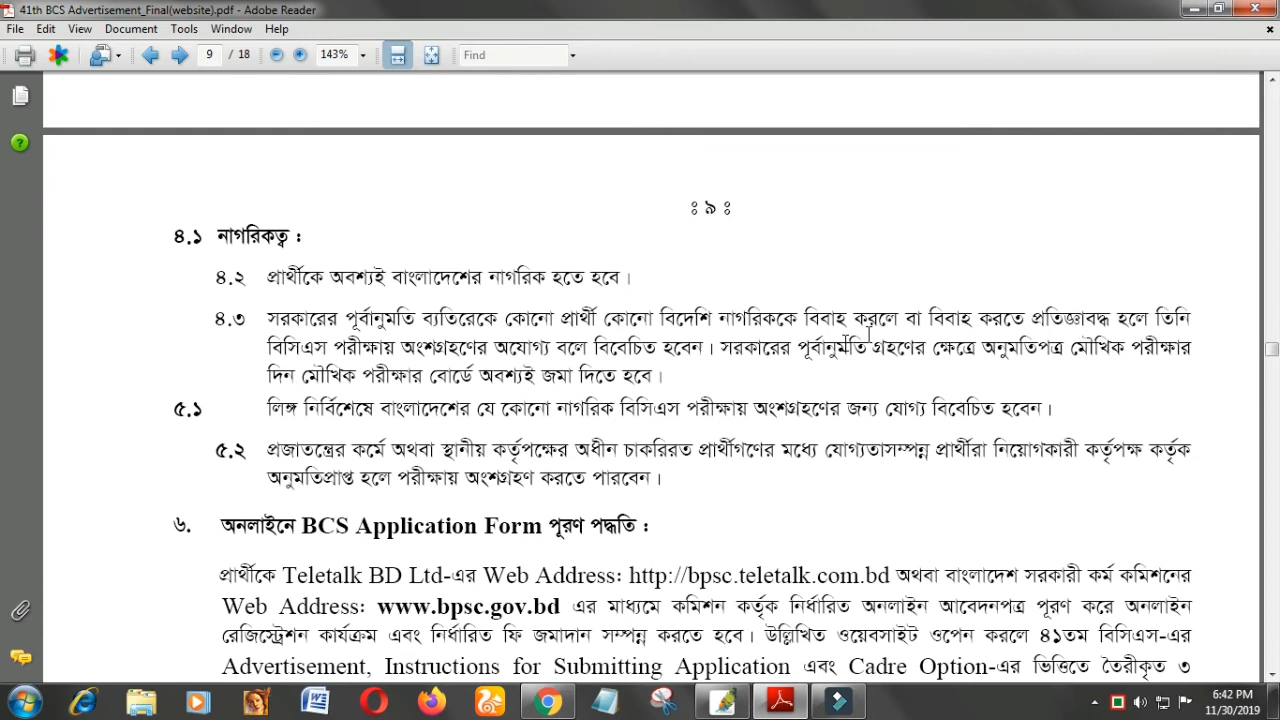 41th BCS Advertisement_Final(website).pdf - Adobe Reader
File Edit View Document Tools Window Help
9 / 18 143% Find
ঃ ৯ ঃ
৪.১ নাগরিকত্ব :
৪.২ প্রার্থীকে অবশ্যই বাংলাদেশের নাগরিক হতে হবে।
৪.৩ সরকারের পূর্বানুমতি ব্যতিরেকে কোনো প্রার্থী কোনো বিদেশি নাগরিককে বিবাহ করলে বা বিবাহ করতে প্রতিজ্ঞাবদ্ধ হলে তিনি
বিসিএস পরীক্ষায় অংশগ্রহণের অযোগ্য বলে বিবেচিত হবেন। সরকারের পূর্বানুমতি গ্রহণের ক্ষেত্রে অনুমতিপত্র মৌখিক পরীক্ষার
দিন মৌখিক পরীক্ষার বোর্ডে অবশ্যই জমা দিতে হবে।
৫.১ লিঙ্গ নির্বিশেষে বাংলাদেশের যে কোনো নাগরিক বিসিএস পরীক্ষায় অংশগ্রহণের জন্য যোগ্য বিবেচিত হবেন।
৫.২ প্রজাতন্ত্রের কর্মে অথবা স্থানীয় কর্তৃপক্ষের অধীন চাকরিরত প্রার্থীগণের মধ্যে যোগ্যতাসম্পন্ন প্রার্থীরা নিয়োগকারী কর্তৃপক্ষ কর্তৃক
অনুমতিপ্রাপ্ত হলে পরীক্ষায় অংশগ্রহণ করতে পারবেন।
৬. অনলাইনে BCS Application Form পূরণ পদ্ধতি :
প্রার্থীকে Teletalk BD Ltd-এর Web Address: http://bpsc.teletalk.com.bd অথবা বাংলাদেশ সরকারী কর্ম কমিশনের
Web Address: www.bpsc.gov.bd এর মাধ্যমে কমিশন কর্তৃক নির্ধারিত অনলাইন আবেদনপত্র পূরণ করে অনলাইন
রেজিস্ট্রেশন কার্যক্রম এবং নির্ধারিত ফি জমাদান সম্পন্ন করতে হবে। উল্লিখিত ওয়েবসাইট ওপেন করলে ৪১তম বিসিএস-এর
Advertisement, Instructions for Submitting Application এবং Cadre Option-এর ভিত্তিতে তৈরীকৃত ৩
6:42 PM
11/30/2019